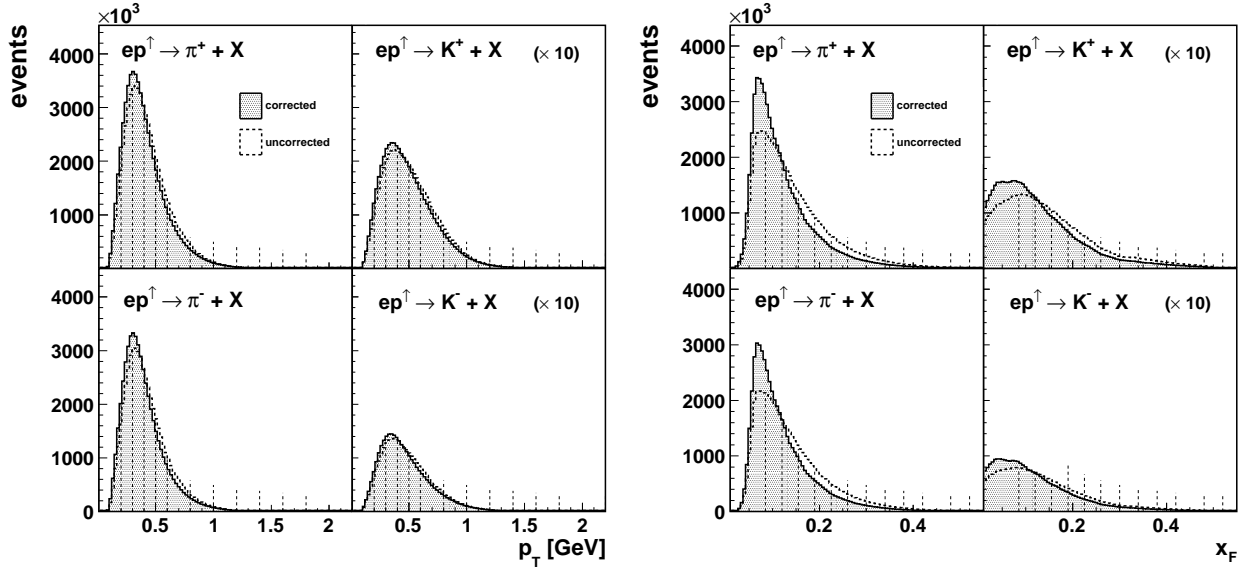 ×10³
events
4000
3000
2000
1000
ep↑ → π⁺ + X
corrected
uncorrected
ep↑ → K⁺ + X (× 10)
4000
3000
2000
1000
0
ep↑ → π⁻ + X
ep↑ → K⁻ + X (× 10)
0.5 1 1.5 2 0.5 1 1.5 2
p_T [GeV]
×10³
events
4000
3000
2000
1000
ep↑ → π⁺ + X
corrected
uncorrected
ep↑ → K⁺ + X (× 10)
4000
3000
2000
1000
0
ep↑ → π⁻ + X
ep↑ → K⁻ + X (× 10)
0.2 0.4 0.2 0.4
x_F